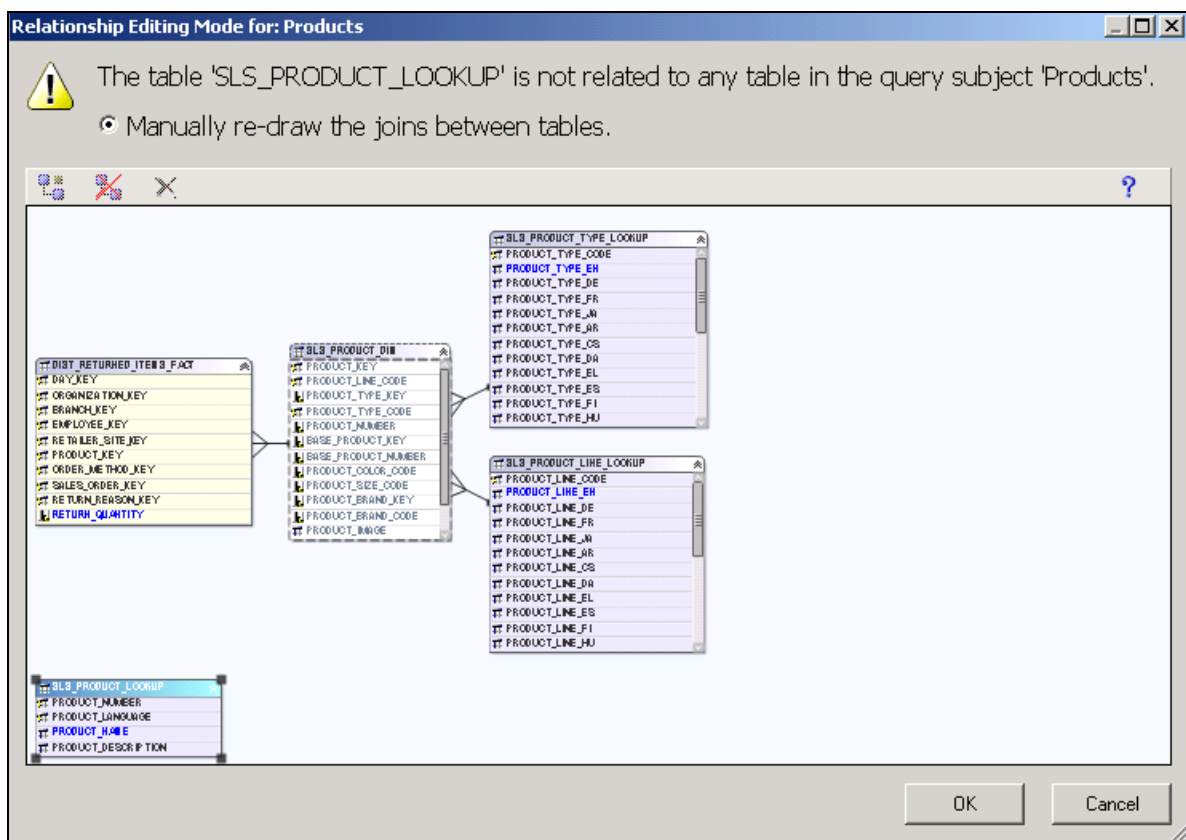 Relationship Editing Mode for: Products
The table 'SLS_PRODUCT_LOOKUP' is not related to any table in the query subject 'Products'.
Manually re-draw the joins between tables.
?
SLS_PRODUCT_TYPE_LOOKUP
PRODUCT_TYPE_CODE
PRODUCT_TYPE_EN
PRODUCT_TYPE_DE
PRODUCT_TYPE_FR
PRODUCT_TYPE_JA
PRODUCT_TYPE_AR
PRODUCT_TYPE_CS
PRODUCT_TYPE_DA
PRODUCT_TYPE_EL
PRODUCT_TYPE_ES
PRODUCT_TYPE_FI
PRODUCT_TYPE_HU
SLS_PRODUCT_DIM
PRODUCT_KEY
PRODUCT_LINE_CODE
PRODUCT_TYPE_KEY
PRODUCT_TYPE_CODE
PRODUCT_NUMBER
BASE_PRODUCT_KEY
BASE_PRODUCT_NUMBER
PRODUCT_COLOR_CODE
PRODUCT_SIZE_CODE
PRODUCT_BRAND_KEY
PRODUCT_BRAND_CODE
PRODUCT_IMAGE
DIST_RETURNED_ITEMS_FACT
DAY_KEY
ORGANIZATION_KEY
BRANCH_KEY
EMPLOYEE_KEY
RETAILER_SITE_KEY
PRODUCT_KEY
ORDER_METHOD_KEY
SALES_ORDER_KEY
RETURN_REASON_KEY
RETURN_QUANTITY
SLS_PRODUCT_LINE_LOOKUP
PRODUCT_LINE_CODE
PRODUCT_LINE_EN
PRODUCT_LINE_DE
PRODUCT_LINE_FR
PRODUCT_LINE_JA
PRODUCT_LINE_AR
PRODUCT_LINE_CS
PRODUCT_LINE_DA
PRODUCT_LINE_EL
PRODUCT_LINE_ES
PRODUCT_LINE_FI
PRODUCT_LINE_HU
SLS_PRODUCT_LOOKUP
PRODUCT_NUMBER
PRODUCT_LANGUAGE
PRODUCT_NAME
PRODUCT_DESCRIPTION
OK
Cancel